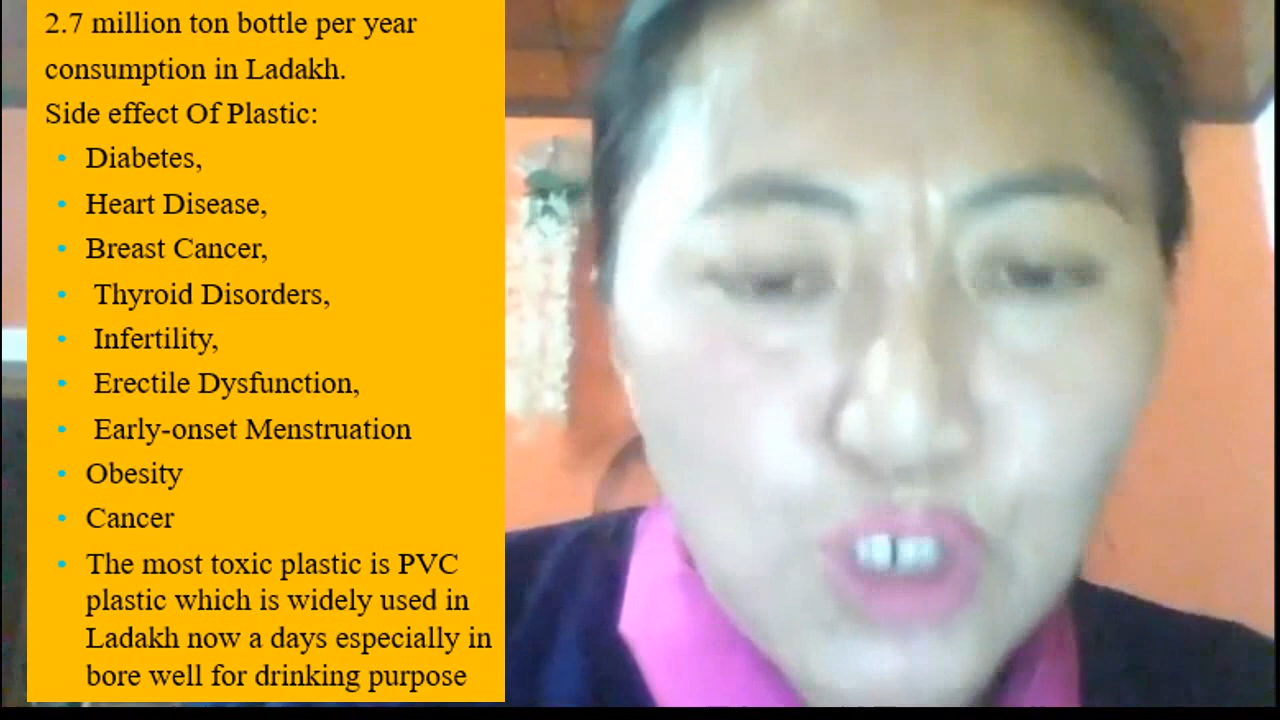 2.7 million ton bottle per year
consumption in Ladakh.
Side effect Of Plastic:
• Diabetes,
• Heart Disease,
• Breast Cancer,
• Thyroid Disorders,
• Infertility,
• Erectile Dysfunction,
• Early-onset Menstruation
• Obesity
• Cancer
• The most toxic plastic is PVC
plastic which is widely used in
Ladakh now a days especially in
bore well for drinking purpose